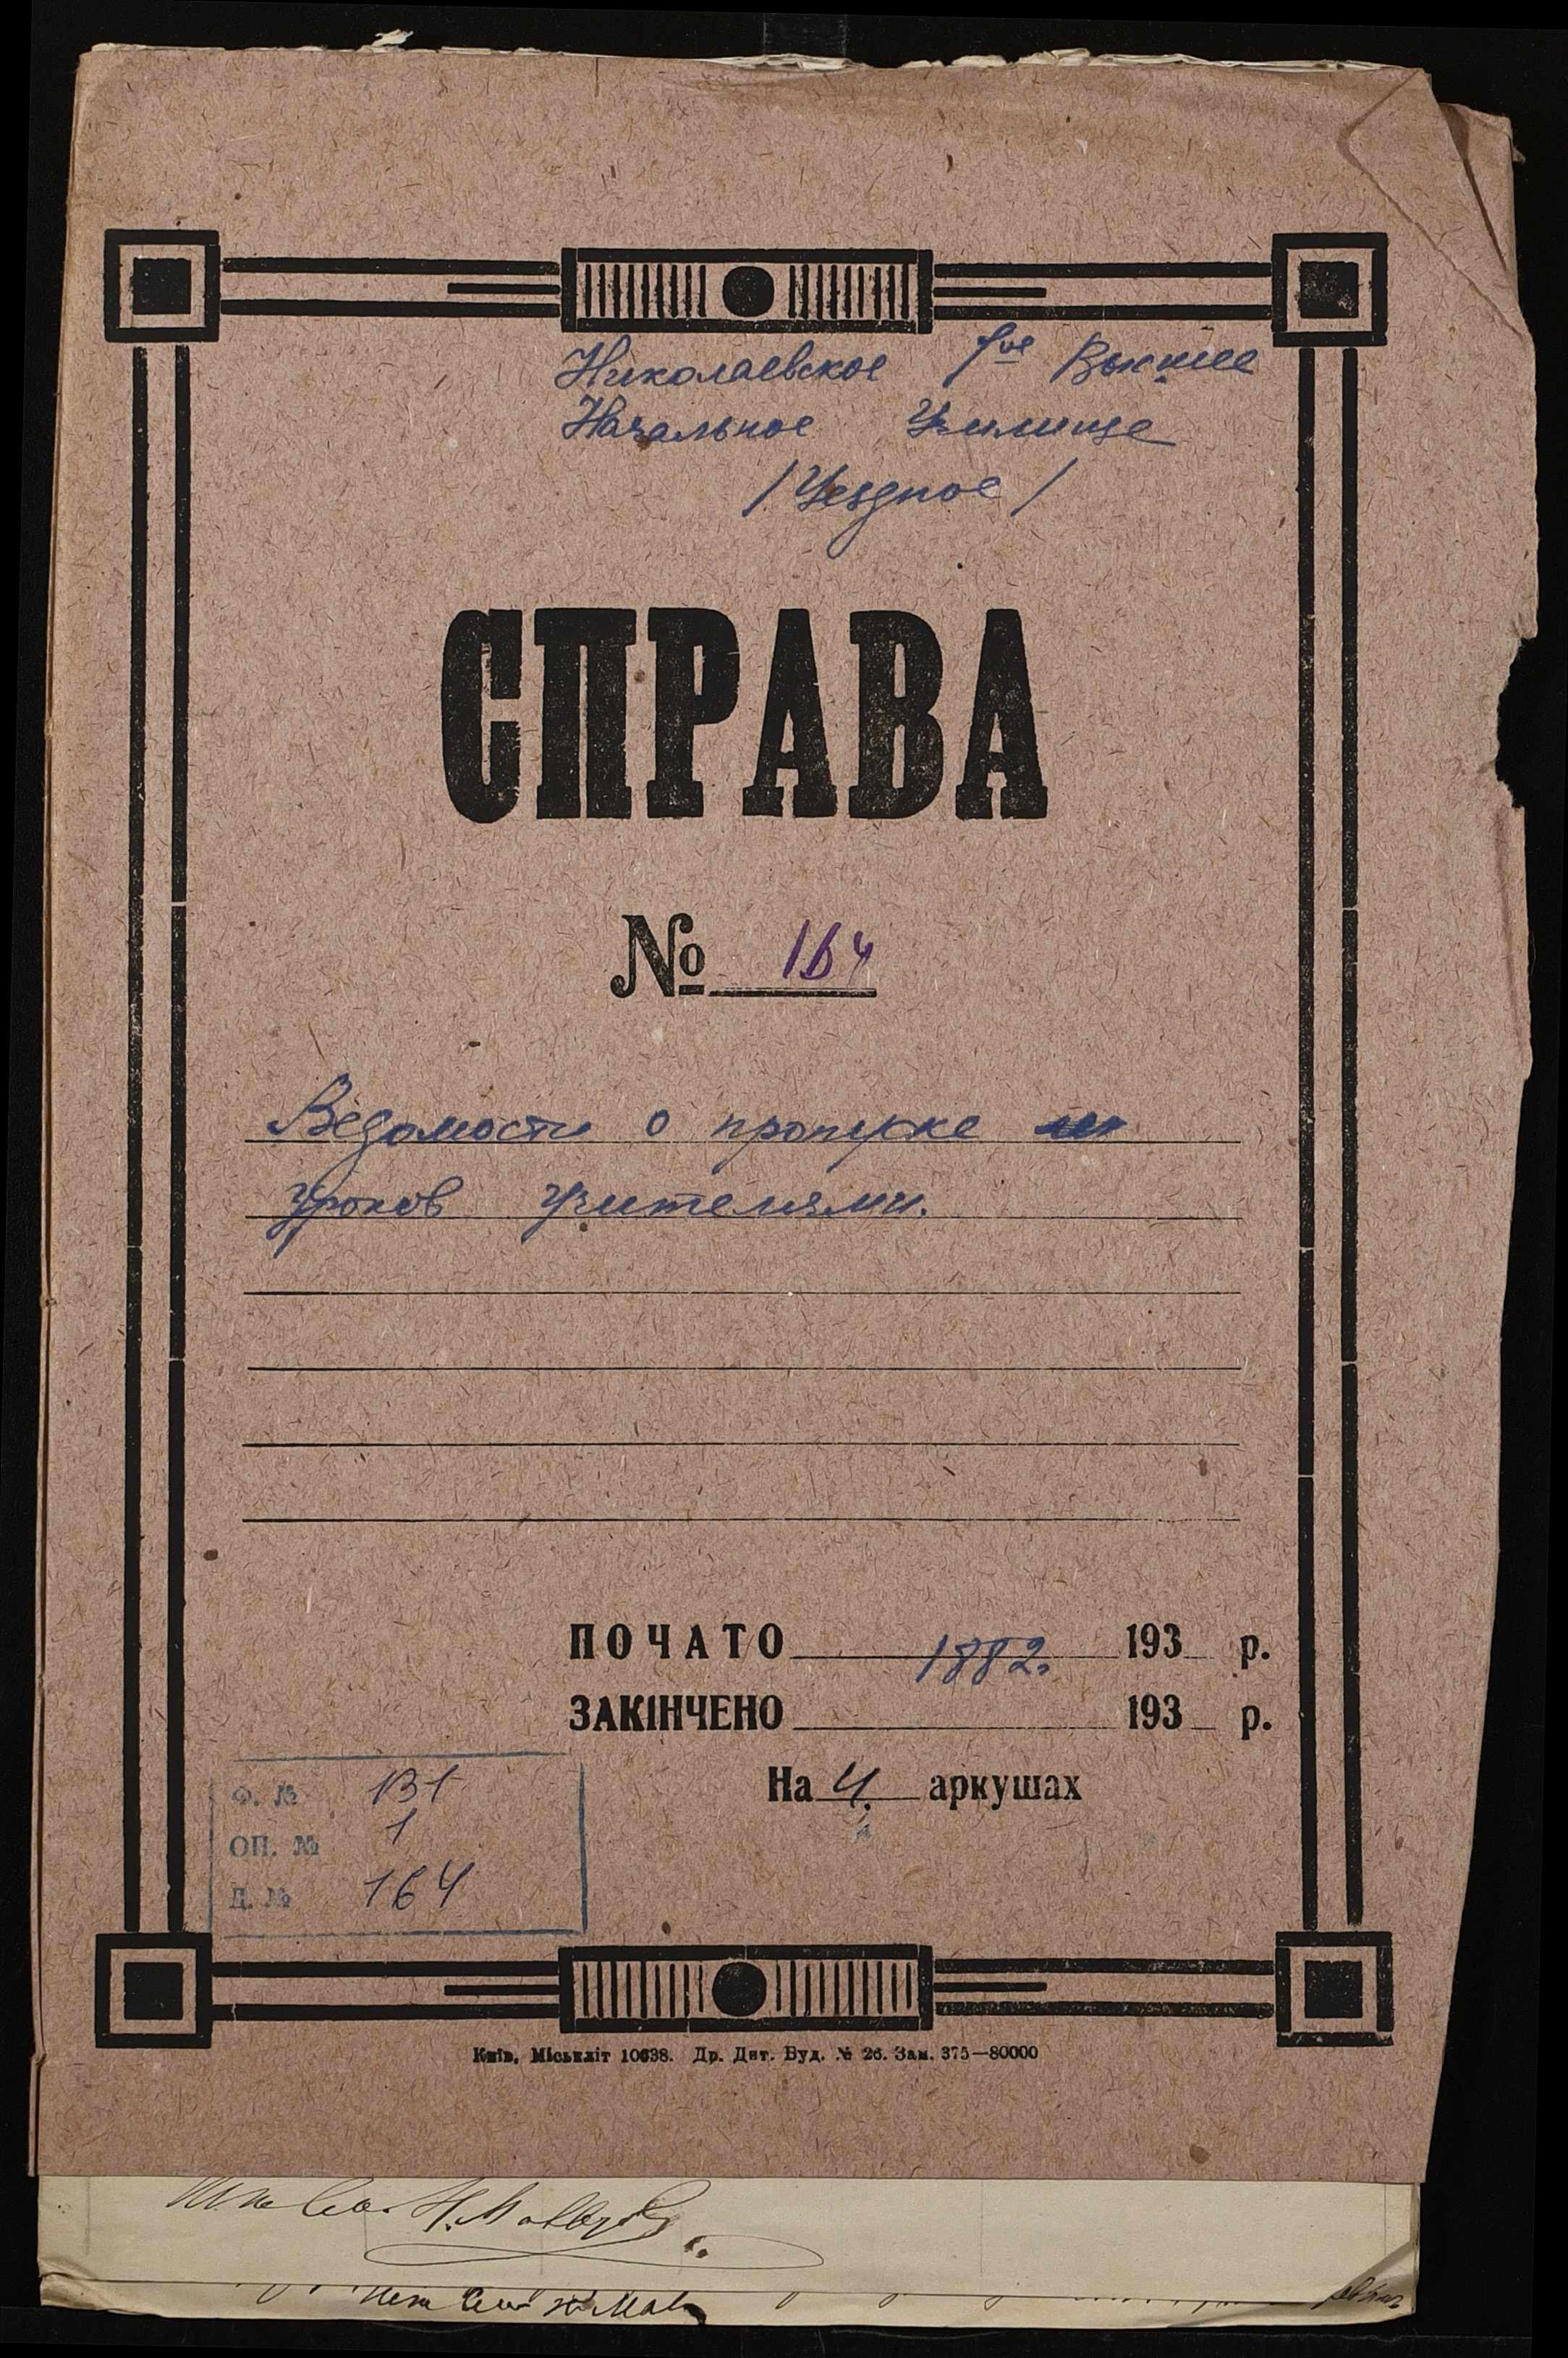 Николаевское 1ое Высшее
Начальное Училище
/Уездное/
СПРАВА
№ 164
Ведомости о пропуске
уроков учителями.
ПОЧАТО 1882. 193 р.
ЗАКІНЧЕНО 193 р.
На 4. аркушах
Ф. № 131
ОП. № 1
Д. № 164
Київ, Міськліт 10638. Др. Дит. Вуд. № 26. Зам. 375—80000